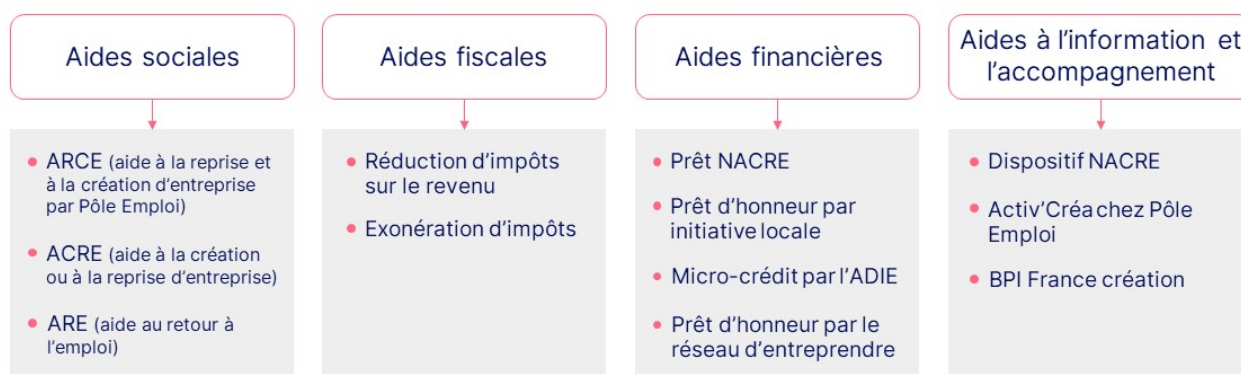 Aides sociales
ARCE (aide à la reprise et
à la création d'entreprise
par Pôle Emploi)
ACRE (aide à la création
ou à la reprise d'entreprise)
ARE (aide au retour à
l'emploi)
Aides fiscales
Réduction d'impôts
sur le revenu
Exonération d'impôts
Aides financières
Prêt NACRE
Prêt d'honneur par
initiative locale
Micro-crédit par l'ADIE
Prêt d'honneur par le
réseau d'entreprendre
Aides à l'information et
l'accompagnement
Dispositif NACRE
Activ'Créa chez Pôle
Emploi
BPI France création